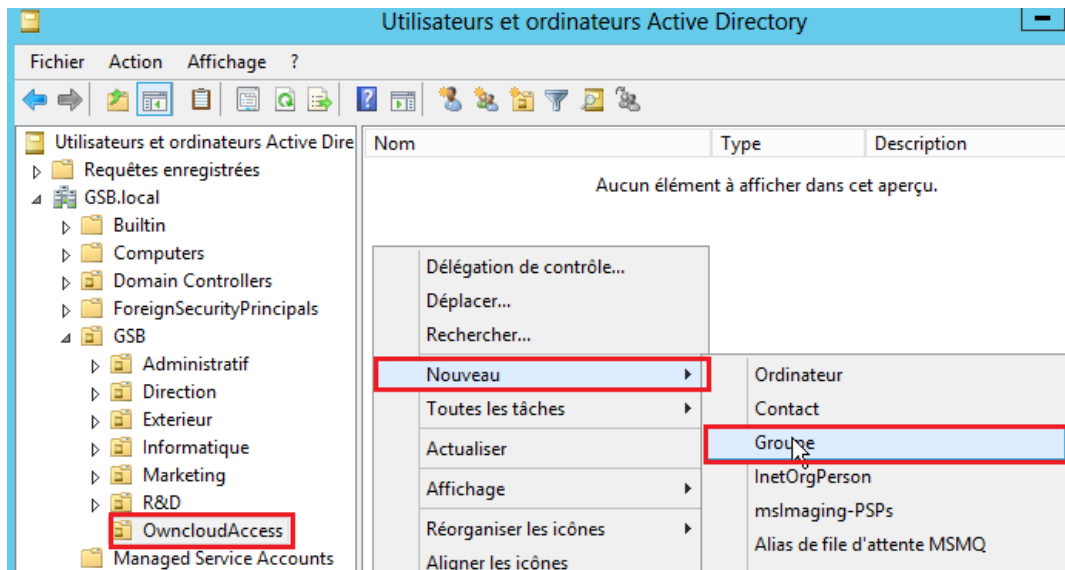 Utilisateurs et ordinateurs Active Directory
Fichier Action Affichage ?
Utilisateurs et ordinateurs Active Dire
Requêtes enregistrées
GSB.local
Builtin
Computers
Domain Controllers
ForeignSecurityPrincipals
GSB
Administratif
Direction
Exterieur
Informatique
Marketing
R&D
OwncloudAccess
Managed Service Accounts
Nom Type Description
Aucun élément à afficher dans cet aperçu.
Délégation de contrôle...
Déplacer...
Rechercher...
Nouveau
Toutes les tâches
Actualiser
Affichage
Réorganiser les icônes
Aligner les icônes
Ordinateur
Contact
Groupe
InetOrgPerson
msImaging-PSPs
Alias de file d'attente MSMQ